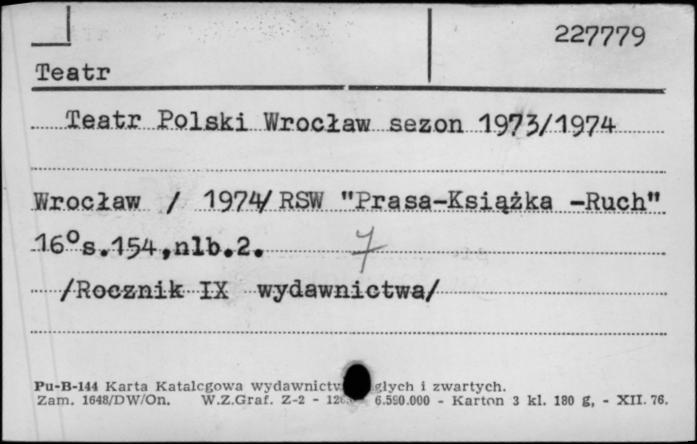 227779
Teatr
Teatr Polski Wrocław sezon 1973/1974
Wrocław / 1974/ RSW "Prasa-Książka -Ruch"
16° s.154,nlb.2.
7
/Rocznik IX wydawnictwa/
Pu-B-144 Karta Katalcgowa wydawnictw i zwartych.
Zam. 1648/DW/On. W.Z.Graf. Z-2 - 6.590.000 - Karton 3 kl. 180 g, - XII. 76.